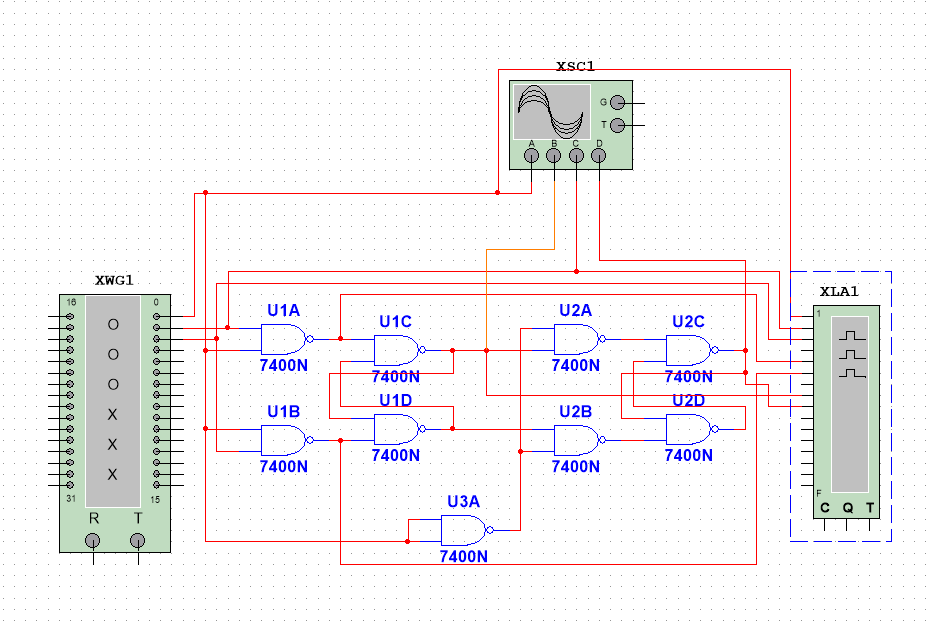 XSC1
G
T
A B C D
XWG1
16 0
O
O
O
X
X
X
31 15
R T
XLA1
1
F
C Q T
U1A
7400N
U1C
7400N
U2A
7400N
U2C
7400N
U1B
7400N
U1D
7400N
U2B
7400N
U2D
7400N
U3A
7400N